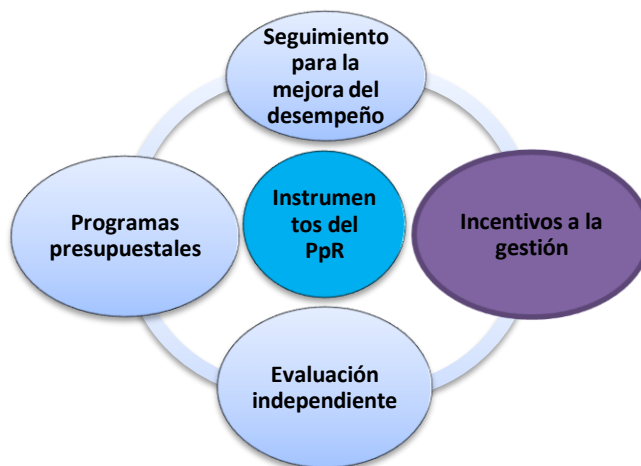 Seguimiento
para la
mejora del
desempeño
Programas
presupuestales
Instrumen
tos del
PpR
Incentivos a la
gestión
Evaluación
independiente